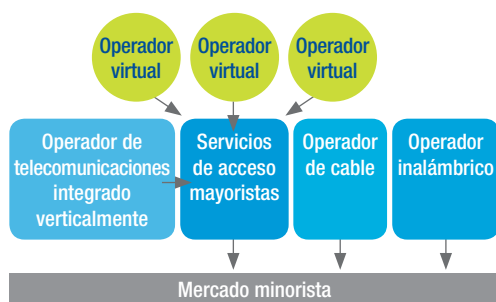 Operador
virtual
Operador
virtual
Operador
virtual
Operador de
telecomunicaciones
integrado
verticalmente
Servicios
de acceso
mayoristas
Operador
de cable
Operador
inalámbrico
Mercado minorista